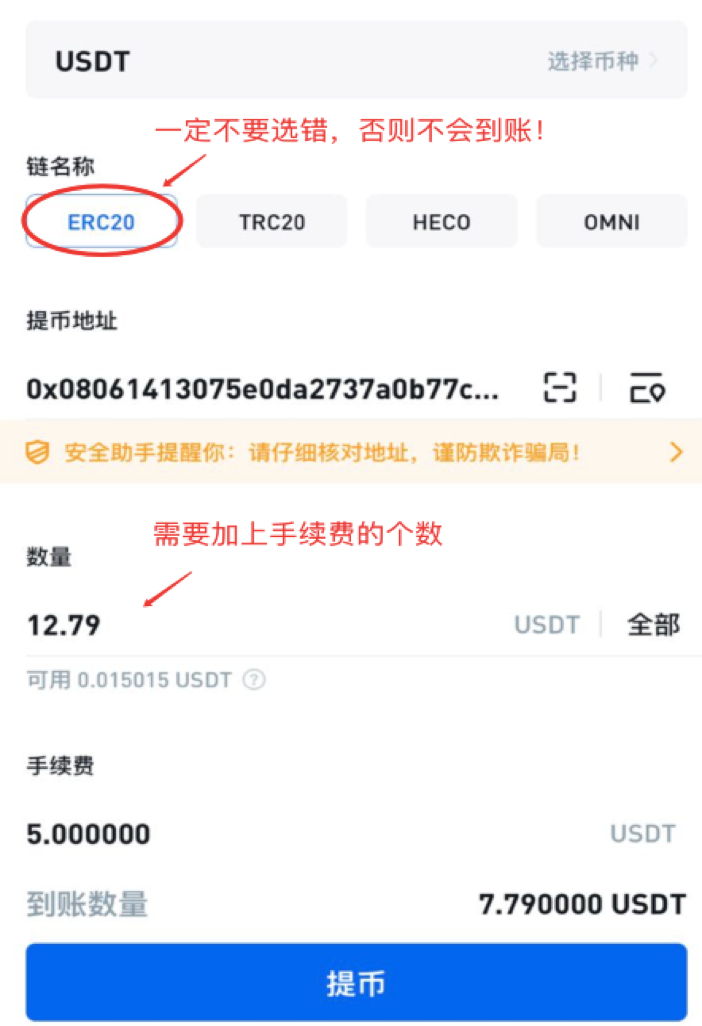 USDT 选择币种
一定不要选错，否则不会到账！
链名称
ERC20 TRC20 HECO OMNI
提币地址
0x08061413075e0da2737a0b77c...
安全助手提醒你：请仔细核对地址，谨防欺诈骗局！
需要加上手续费的个数
数量
12.79 USDT 全部
可用 0.015015 USDT ?
手续费
5.000000 USDT
到账数量 7.790000 USDT
提币